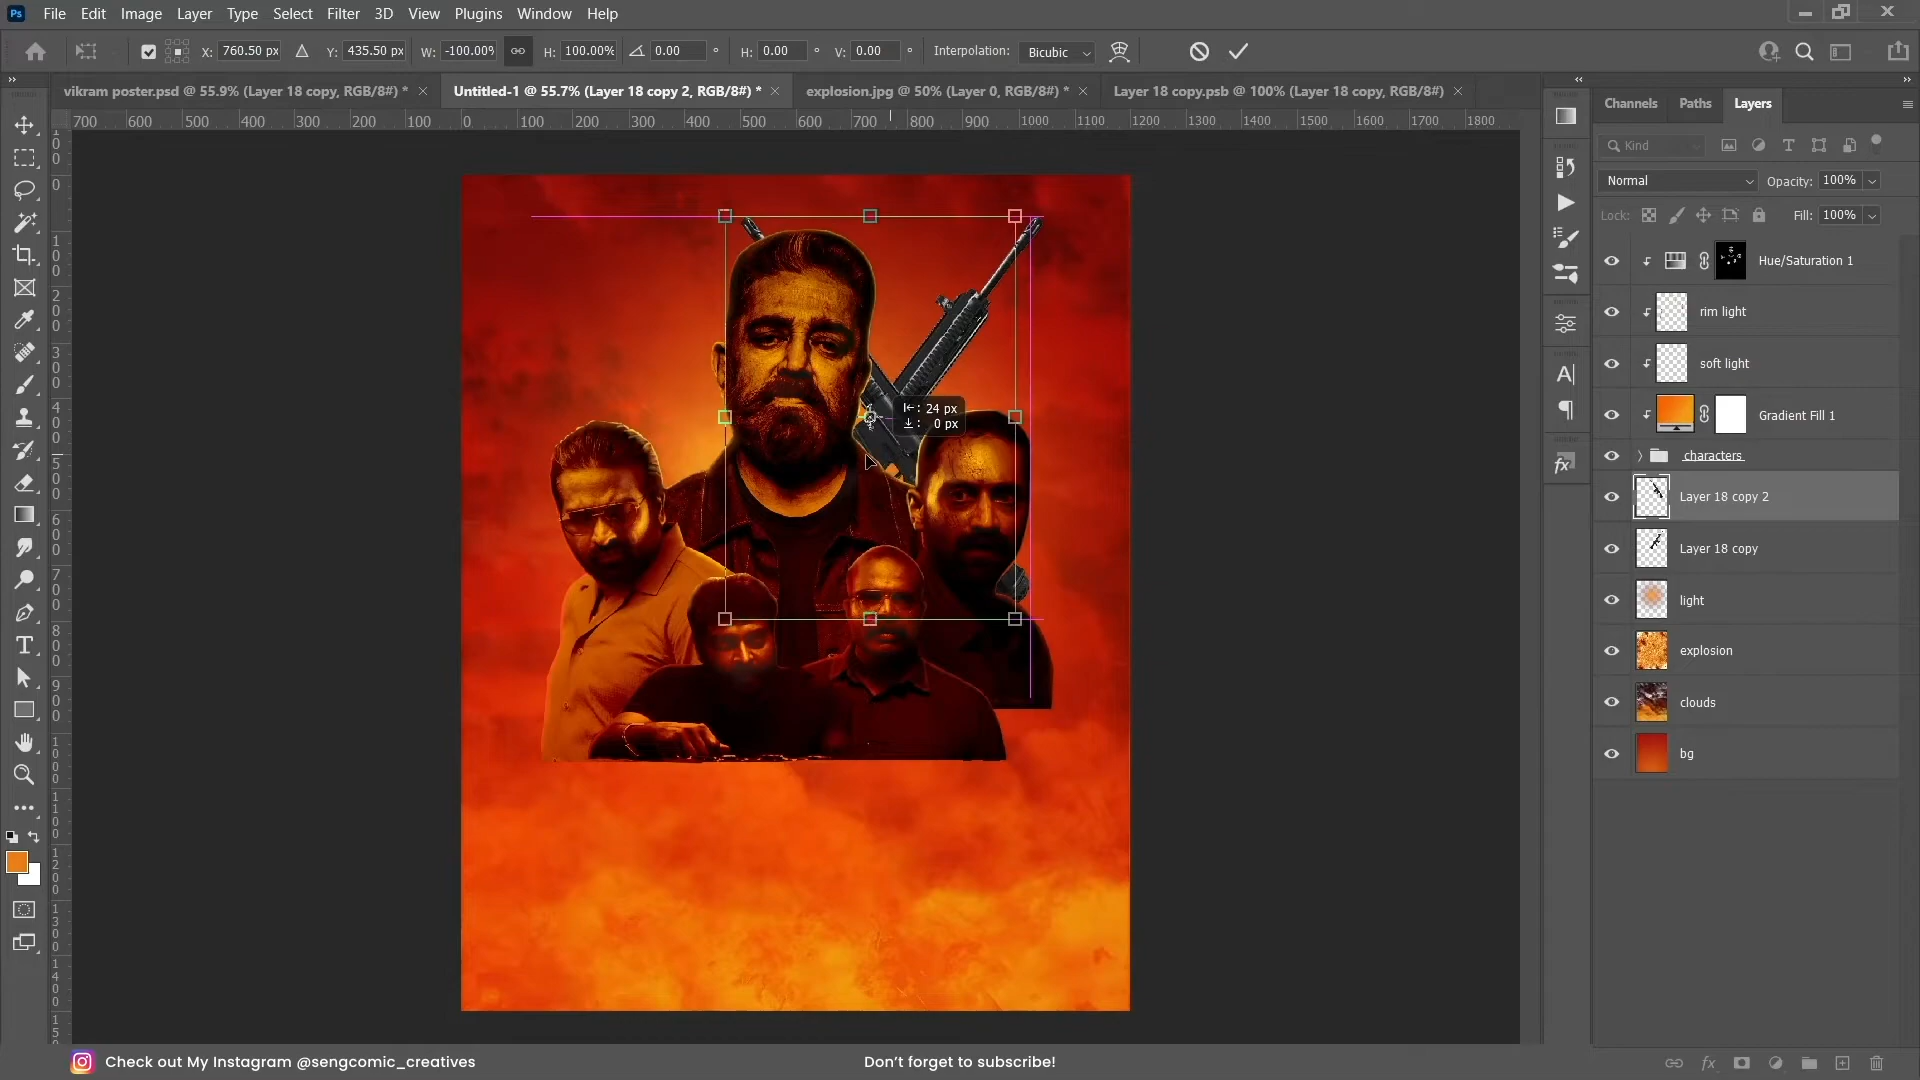 Ps File Edit Image Layer Type Select Filter 3D View Plugins Window Help
X: 760.50 px Y: 435.50 px W: -100.00% H: 100.00% 0.00 ° H: 0.00 ° V: 0.00 ° Interpolation: Bicubic
vikram poster.psd @ 55.9% (Layer 18 copy, RGB/8#) * Untitled-1 @ 55.7% (Layer 18 copy 2, RGB/8#) * explosion.jpg @ 50% (Layer 0, RGB/8#) * Layer 18 copy.psb @ 100% (Layer 18 copy, RGB/8#)
Channels Paths Layers
700 600 500 400 300 200 100 0 100 200 300 400 500 600 700 800 900 1000 1100 1200 1300 1400 1500 1600 1700 1800
Kind
Normal Opacity: 100%
Lock: Fill: 100%
Hue/Saturation 1
rim light
soft light
Gradient Fill 1
characters
Layer 18 copy 2
Layer 18 copy
light
explosion
clouds
bg
: 24 px
: 0 px
Check out My Instagram @sengcomic_creatives
Don't forget to subscribe!